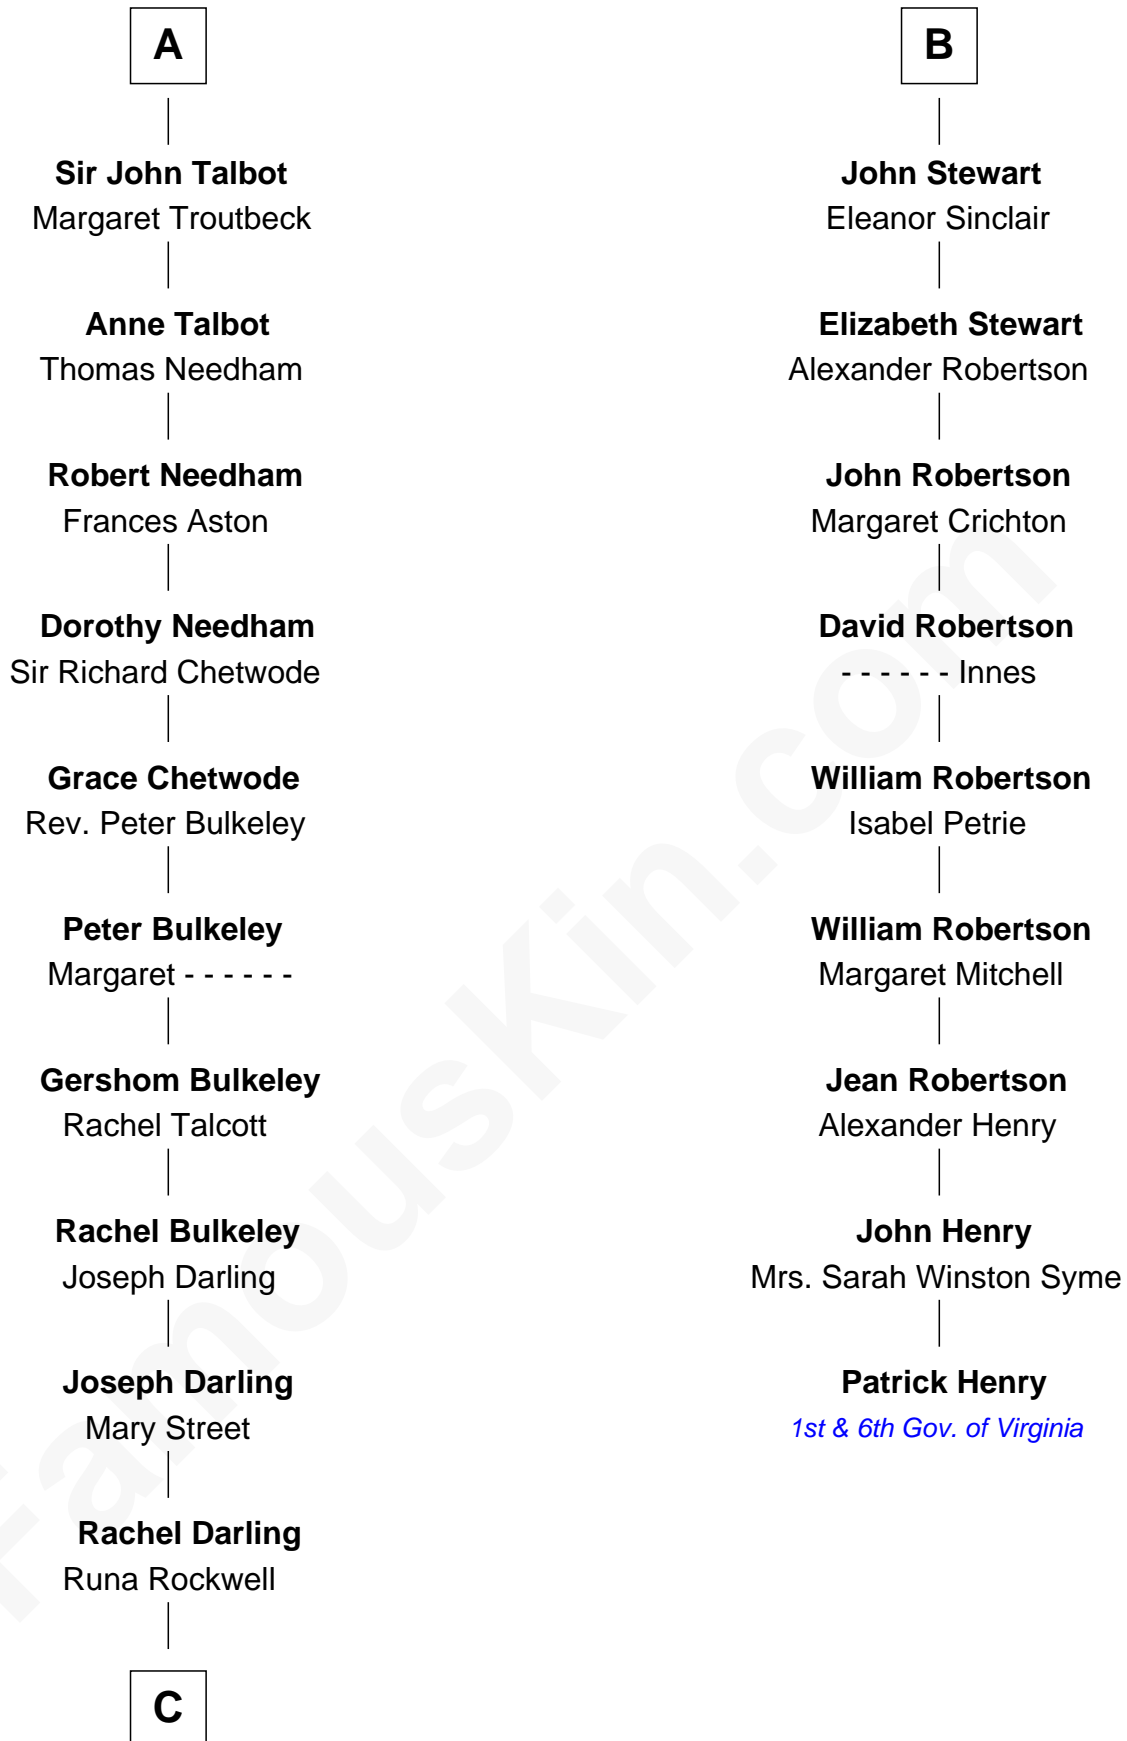 A
Sir John Talbot
Margaret Troutbeck
Anne Talbot
Thomas Needham
Robert Needham
Frances Aston
Dorothy Needham
Sir Richard Chetwode
Grace Chetwode
Rev. Peter Bulkeley
Peter Bulkeley
Margaret - - - - - -
Gershom Bulkeley
Rachel Talcott
Rachel Bulkeley
Joseph Darling
Joseph Darling
Mary Street
Rachel Darling
Runa Rockwell
C
B
John Stewart
Eleanor Sinclair
Elizabeth Stewart
Alexander Robertson
John Robertson
Margaret Crichton
David Robertson
- - - - - - Innes
William Robertson
Isabel Petrie
William Robertson
Margaret Mitchell
Jean Robertson
Alexander Henry
John Henry
Mrs. Sarah Winston Syme
Patrick Henry
1st & 6th Gov. of Virginia
FamousKin.com